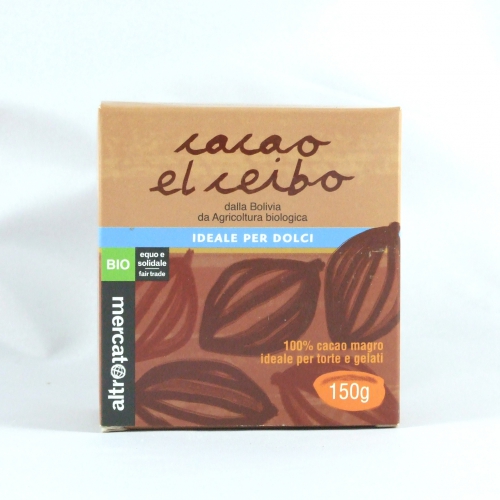 cacao
el ceibo
dalla Bolivia
da Agricoltura biologica
IDEALE PER DOLCI
BIO
equo e
solidale
fair trade
altromercato
100% cacao magro
ideale per torte e gelati
150g